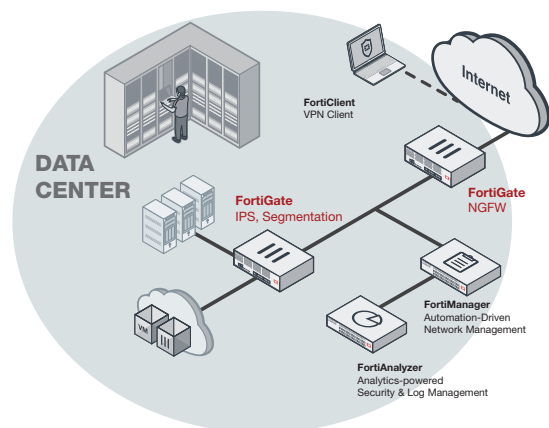 Internet
FortiClient
VPN Client
DATA
CENTER
FortiGate
IPS, Segmentation
FortiGate
NGFW
VM
FortiManager
Automation-Driven
Network Management
FortiAnalyzer
Analytics-powered
Security & Log Management